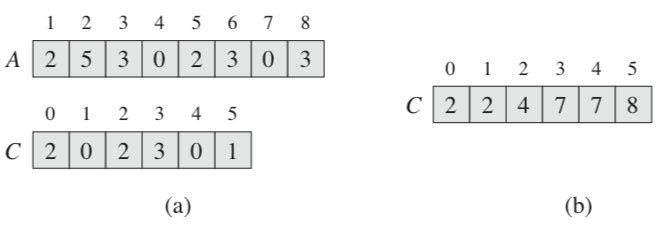 1 2 3 4 5 6 7 8
A 2 5 3 0 2 3 0 3
0 1 2 3 4 5
C 2 0 2 3 0 1
(a)
0 1 2 3 4 5
C 2 2 4 7 7 8
(b)